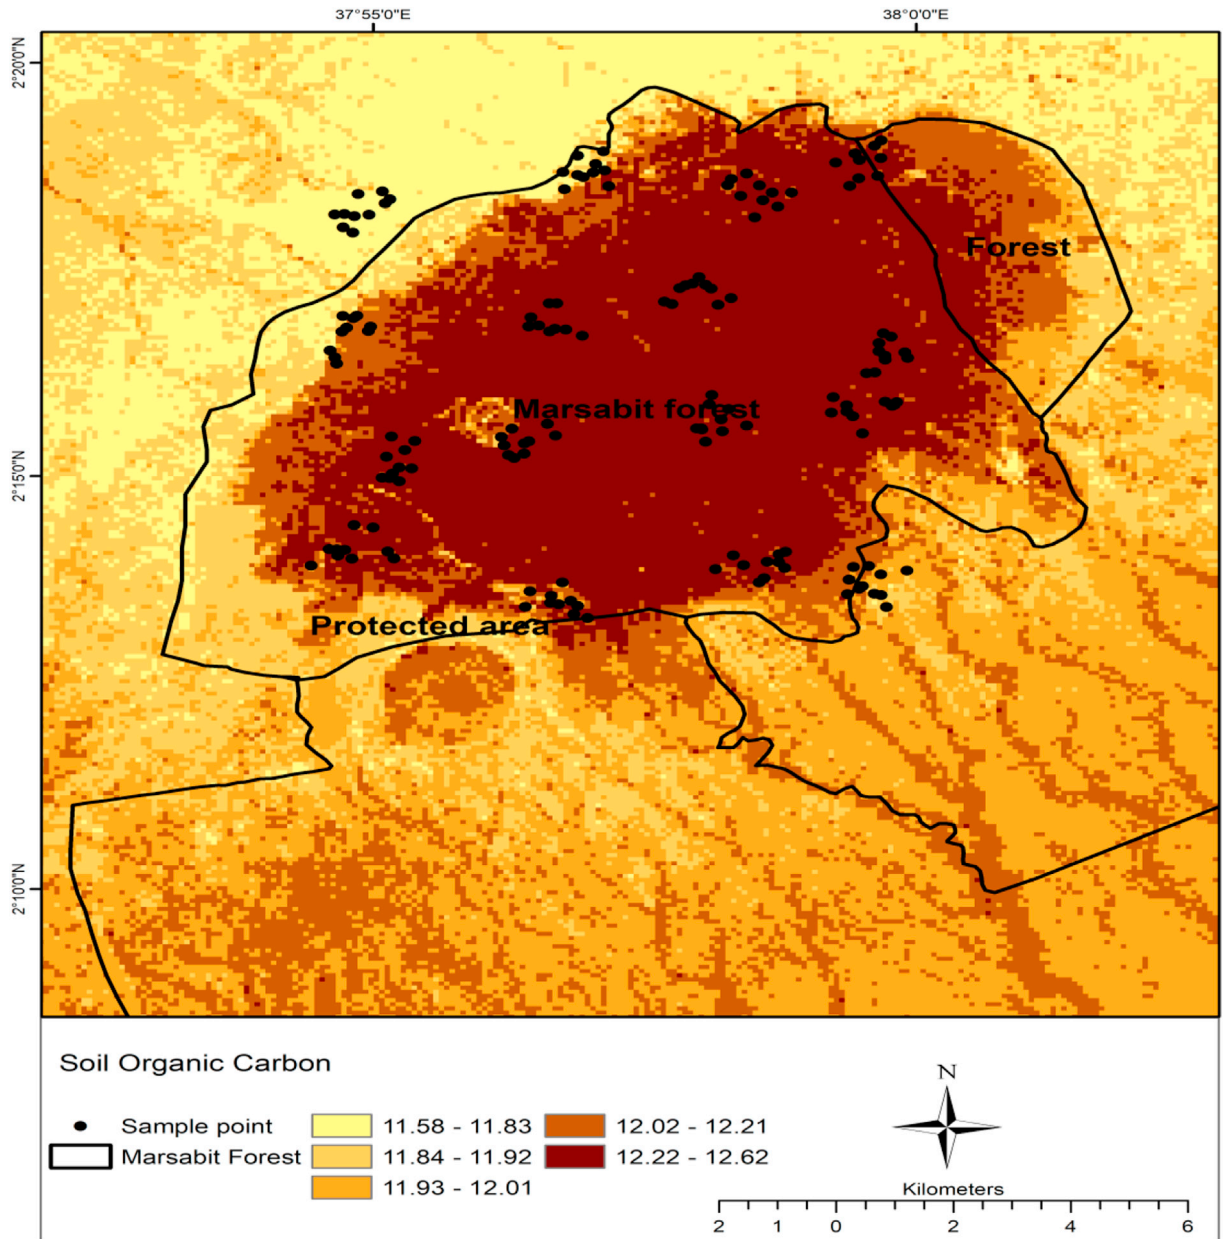 37°55'0"E 38°0'0"E
2°20'0"N
Forest
Marsabit forest
2°15'0"N
Protected area
2°10'0"N
Soil Organic Carbon
N
Sample point 11.58 - 11.83 12.02 - 12.21
Marsabit Forest 11.84 - 11.92 12.22 - 12.62
11.93 - 12.01
Kilometers
2 1 0 2 4 6